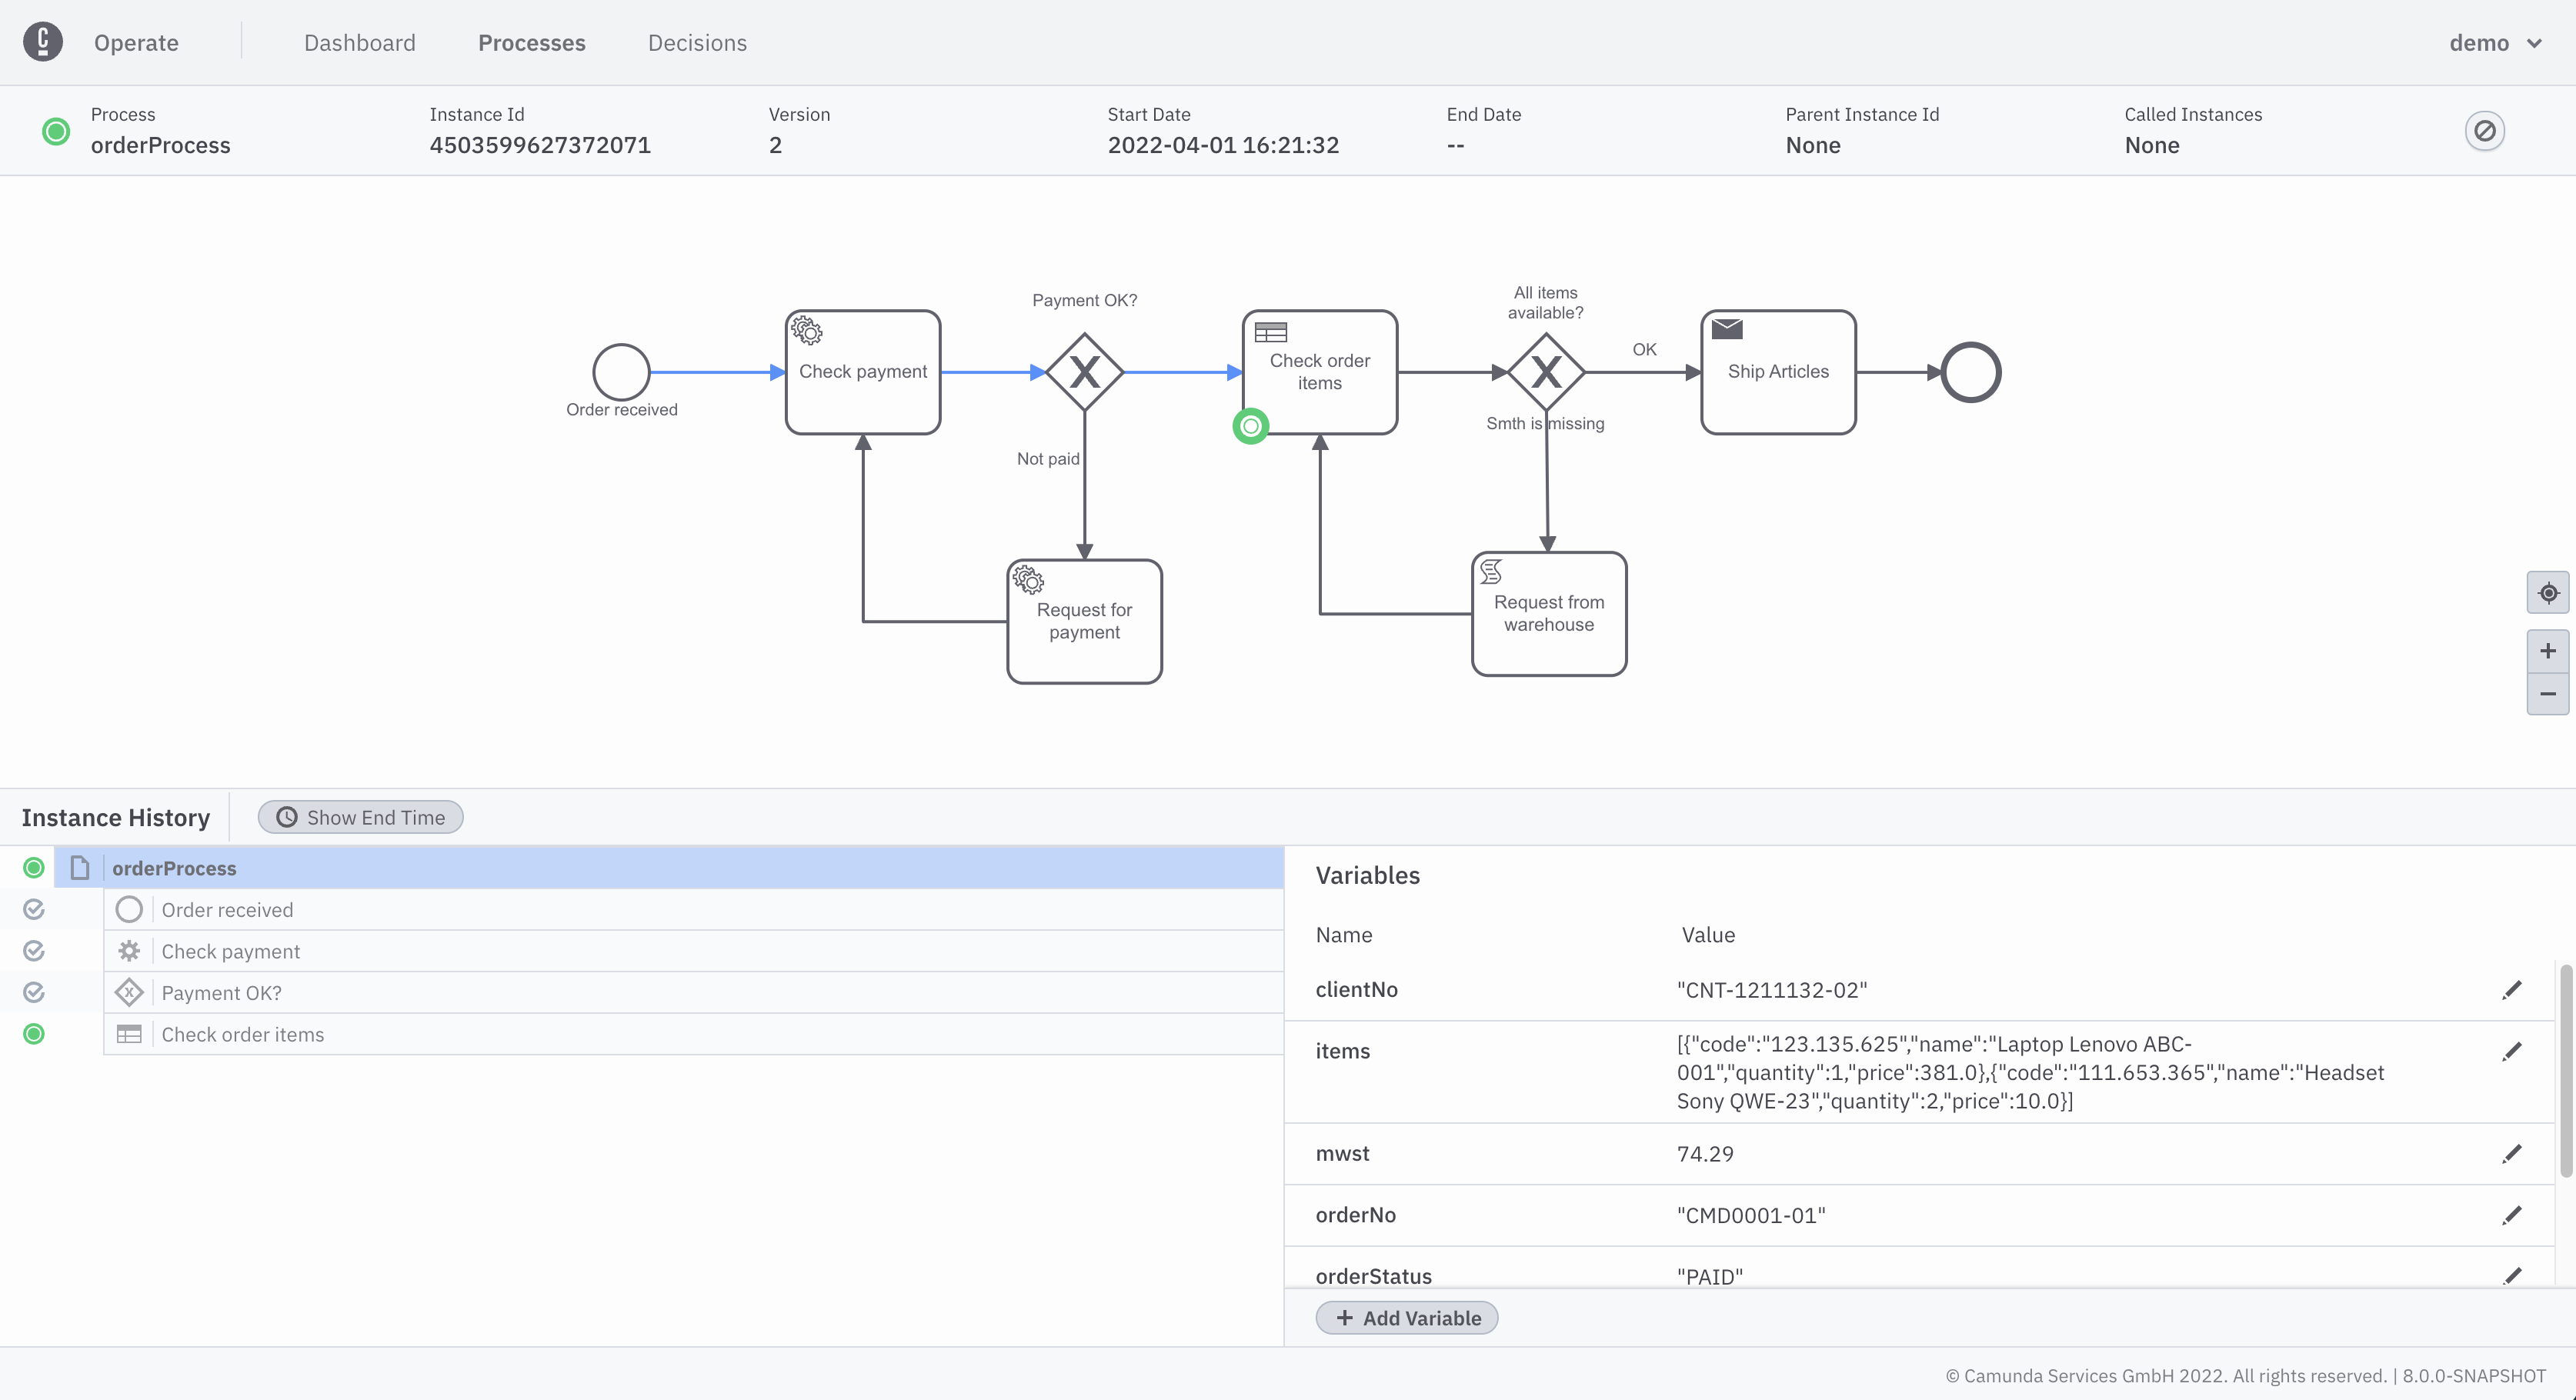 Operate Dashboard Processes Decisions demo
Process Instance Id Version Start Date End Date Parent Instance Id Called Instances
orderProcess 4503599627372071 2 2022-04-01 16:21:32 -- None None
Payment OK?
All items
available?
Check payment
Check order
items
OK
Ship Articles
Order received
Smth is missing
Not paid
Request for
payment
Request from
warehouse
Instance History Show End Time
orderProcess
Order received
Check payment
Payment OK?
Check order items
Variables
Name Value
clientNo "CNT-1211132-02"
items [{"code":"123.135.625","name":"Laptop Lenovo ABC-
001","quantity":1,"price":381.0},{"code":"111.653.365","name":"Headset
Sony QWE-23","quantity":2,"price":10.0}]
mwst 74.29
orderNo "CMD0001-01"
orderStatus "PAID"
+ Add Variable
© Camunda Services GmbH 2022. All rights reserved. | 8.0.0-SNAPSHOT